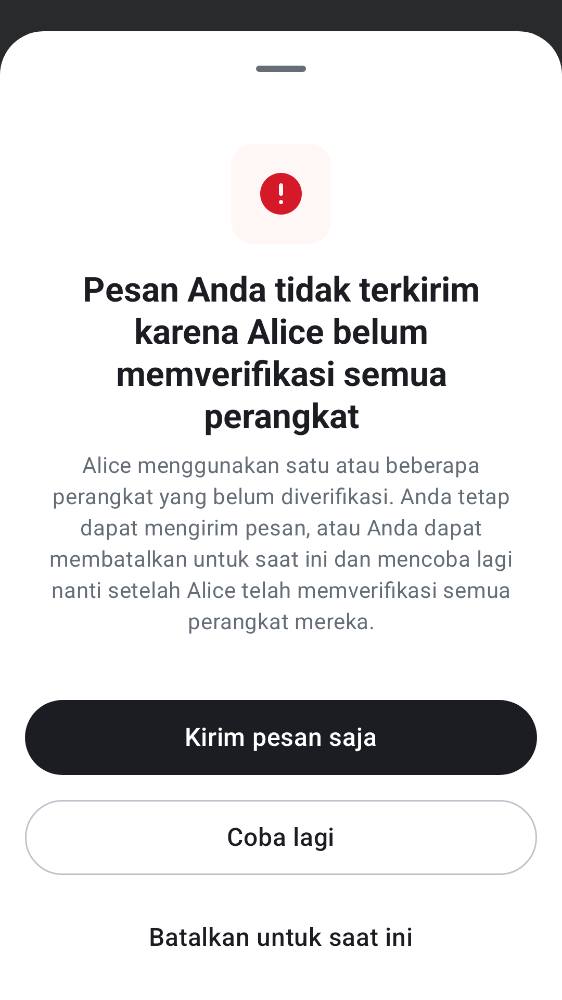 Pesan Anda tidak terkirim
karena Alice belum
memverifikasi semua
perangkat
Alice menggunakan satu atau beberapa
perangkat yang belum diverifikasi. Anda tetap
dapat mengirim pesan, atau Anda dapat
membatalkan untuk saat ini dan mencoba lagi
nanti setelah Alice telah memverifikasi semua
perangkat mereka.
Kirim pesan saja
Coba lagi
Batalkan untuk saat ini